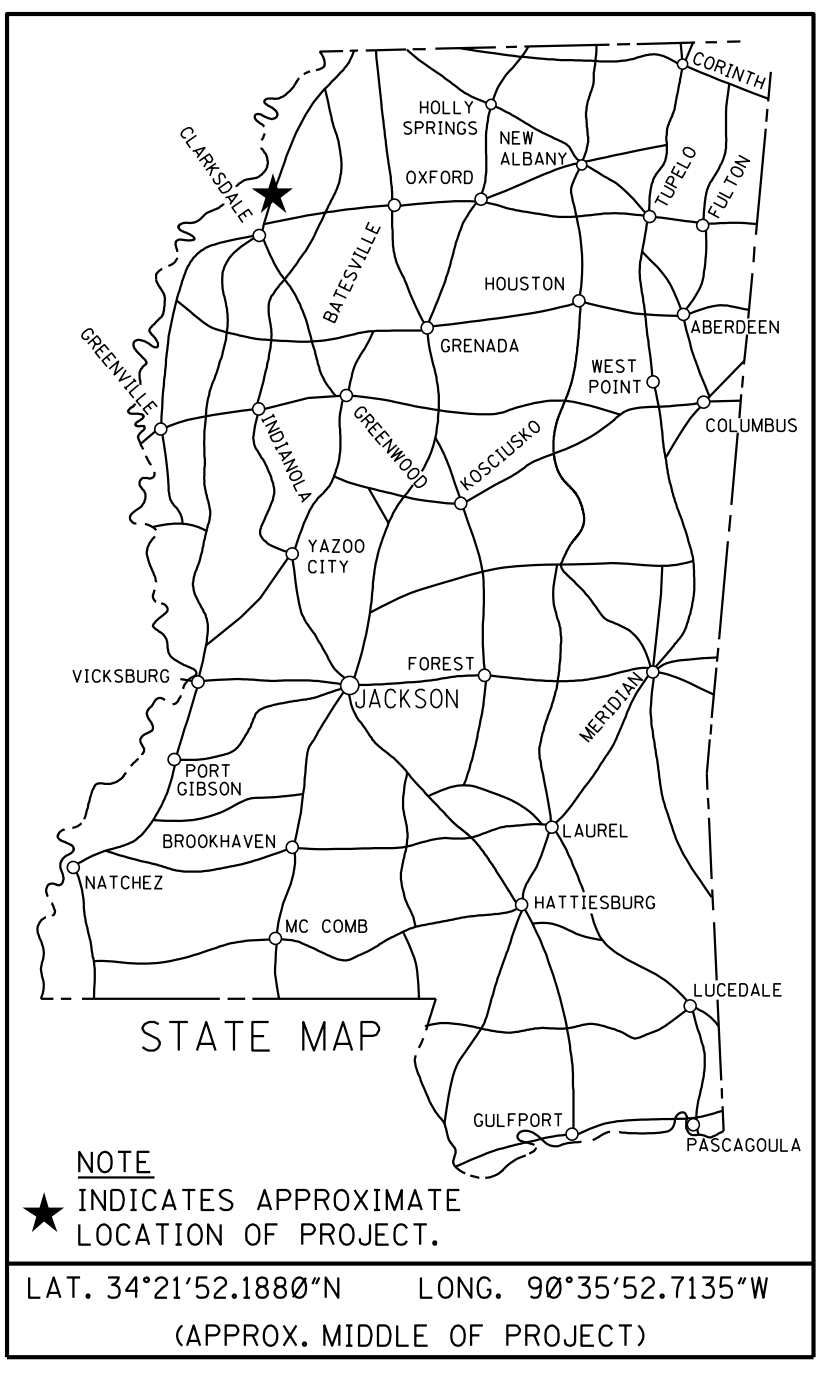 CORINTH
HOLLY
SPRINGS
NEW
ALBANY
CLARKSDALE
OXFORD
TUPELO
FULTON
BATESVILLE
HOUSTON
ABERDEEN
GRENADA
GREENVILLE
WEST
POINT
COLUMBUS
INDIANOLA
GREENWOOD
KOSCIUSKO
YAZOO
CITY
VICKSBURG
FOREST
JACKSON
MERIDIAN
PORT
GIBSON
BROOKHAVEN
LAUREL
NATCHEZ
HATTIESBURG
MC COMB
LUCEDALE
STATE MAP
GULFPORT
PASCAGOULA
NOTE
INDICATES APPROXIMATE
LOCATION OF PROJECT.
LAT. 34°21'52.1880"N LONG. 90°35'52.7135"W
(APPROX. MIDDLE OF PROJECT)